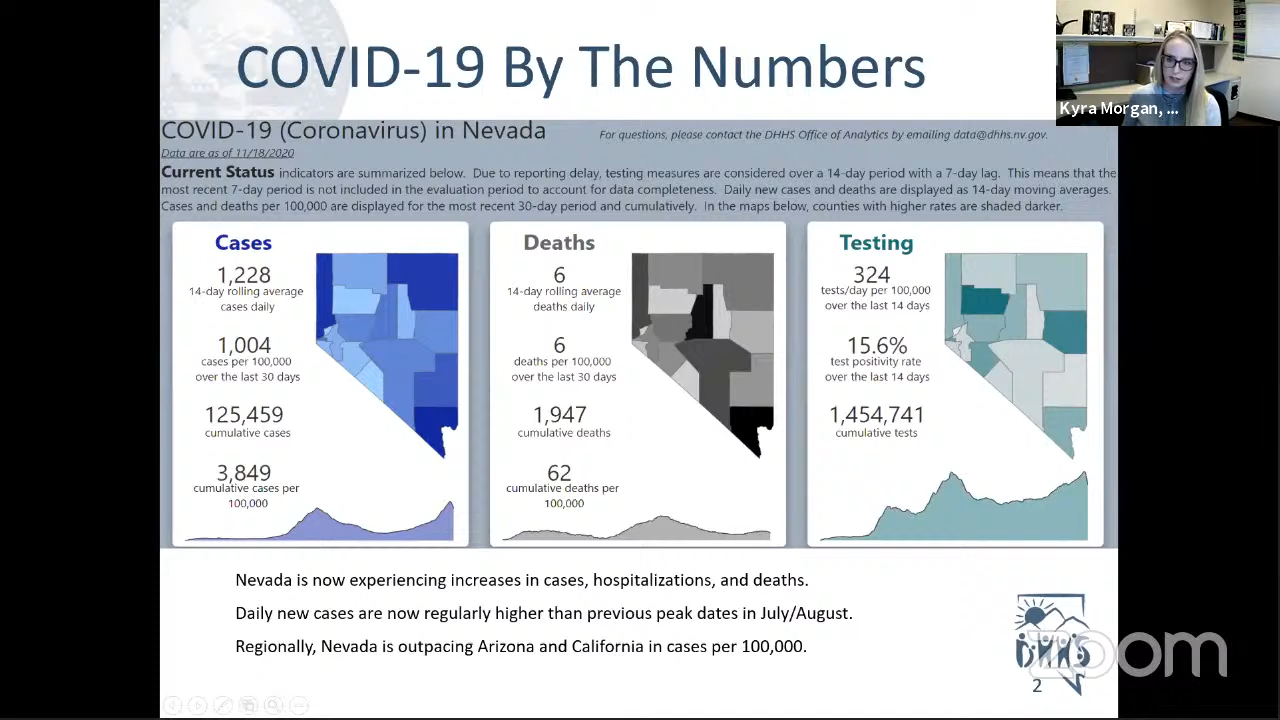 COVID-19 By The Numbers
Kyra Morgan, ...
COVID-19 (Coronavirus) in Nevada
For questions, please contact the DHHS Office of Analytics by emailing data@dhhs.nv.gov.
Data are as of 11/18/2020
Current Status indicators are summarized below. Due to reporting delay, testing measures are considered over a 14-day period with a 7-day lag. This means that the
most recent 7-day period is not included in the evaluation period to account for data completeness. Daily new cases and deaths are displayed as 14-day moving averages.
Cases and deaths per 100,000 are displayed for the most recent 30-day period and cumulatively. In the maps below, counties with higher rates are shaded darker.
Cases
1,228
14-day rolling average
cases daily
1,004
cases per 100,000
over the last 30 days
125,459
cumulative cases
3,849
cumulative cases per
100,000
Deaths
6
14-day rolling average
deaths daily
6
deaths per 100,000
over the last 30 days
1,947
cumulative deaths
62
cumulative deaths per
100,000
Testing
324
tests/day per 100,000
over the last 14 days
15.6%
test positivity rate
over the last 14 days
1,454,741
cumulative tests
Nevada is now experiencing increases in cases, hospitalizations, and deaths.
Daily new cases are now regularly higher than previous peak dates in July/August.
Regionally, Nevada is outpacing Arizona and California in cases per 100,000.
DHHS
zoom
2